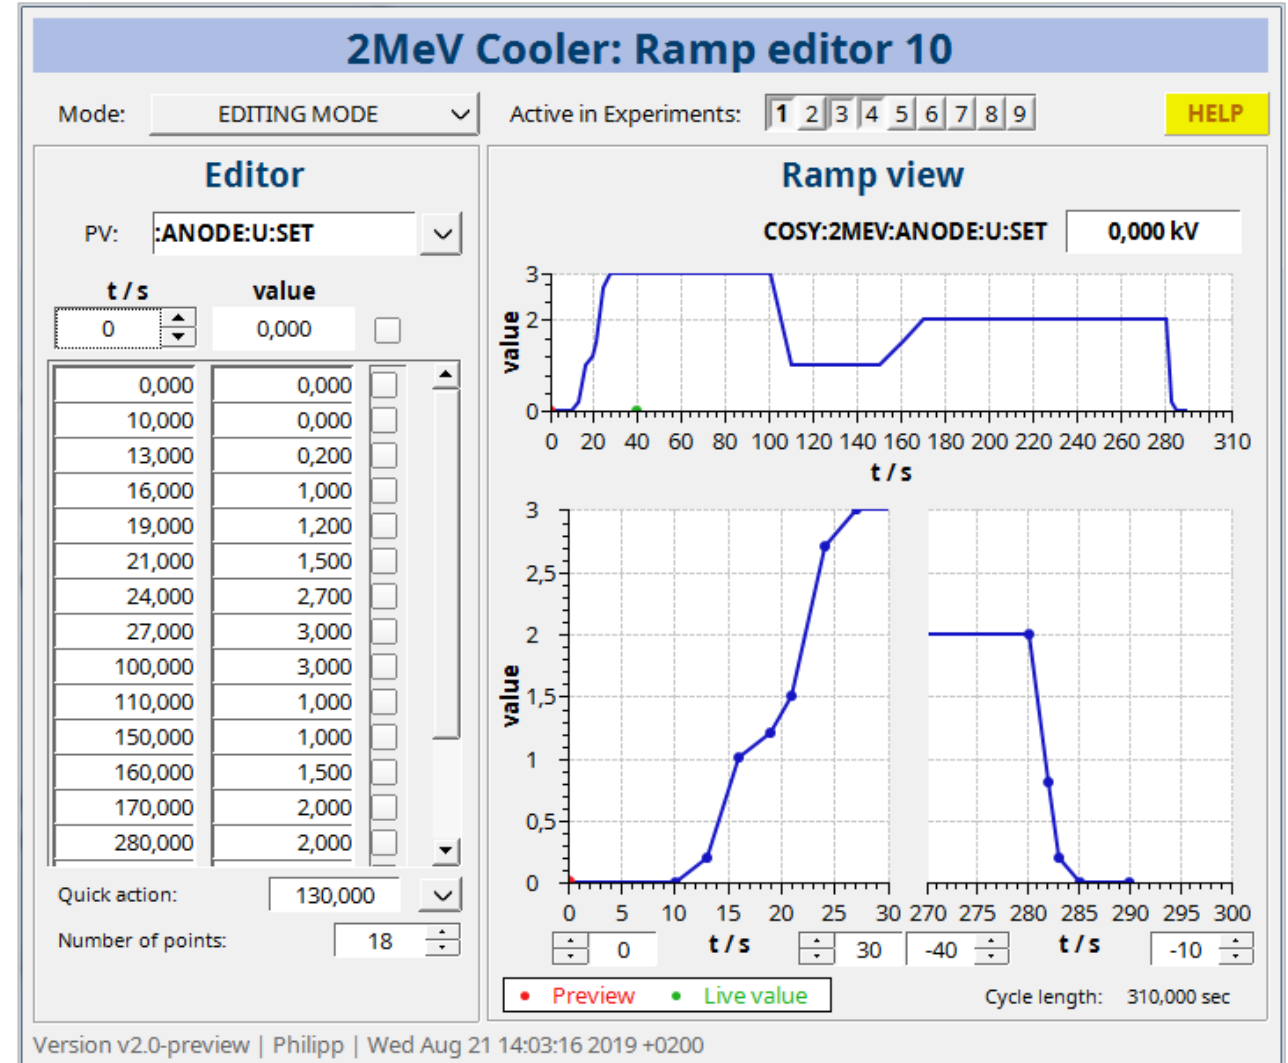 2MeV Cooler: Ramp editor 10
Mode: EDITING MODE Active in Experiments: 1 2 3 4 5 6 7 8 9 HELP
Editor
PV: :ANODE:U:SET
t / s value
0 0,000
0,000 0,000
10,000 0,000
13,000 0,200
16,000 1,000
19,000 1,200
21,000 1,500
24,000 2,700
27,000 3,000
100,000 3,000
110,000 1,000
150,000 1,000
160,000 1,500
170,000 2,000
280,000 2,000
Quick action: 130,000
Number of points: 18
Ramp view
COSY:2MEV:ANODE:U:SET 0,000 kV
3
2
0
value
0 20 40 60 80 100 120 140 160 180 200 220 240 260 280 310
t / s
3
2,5
2
1,5
1
0,5
0
value
0 5 10 15 20 25 30 270 275 280 285 290 295 300
0 t / s 30 -40 t / s -10
Preview Live value
Cycle length: 310,000 sec
Version v2.0-preview | Philipp | Wed Aug 21 14:03:16 2019 +0200